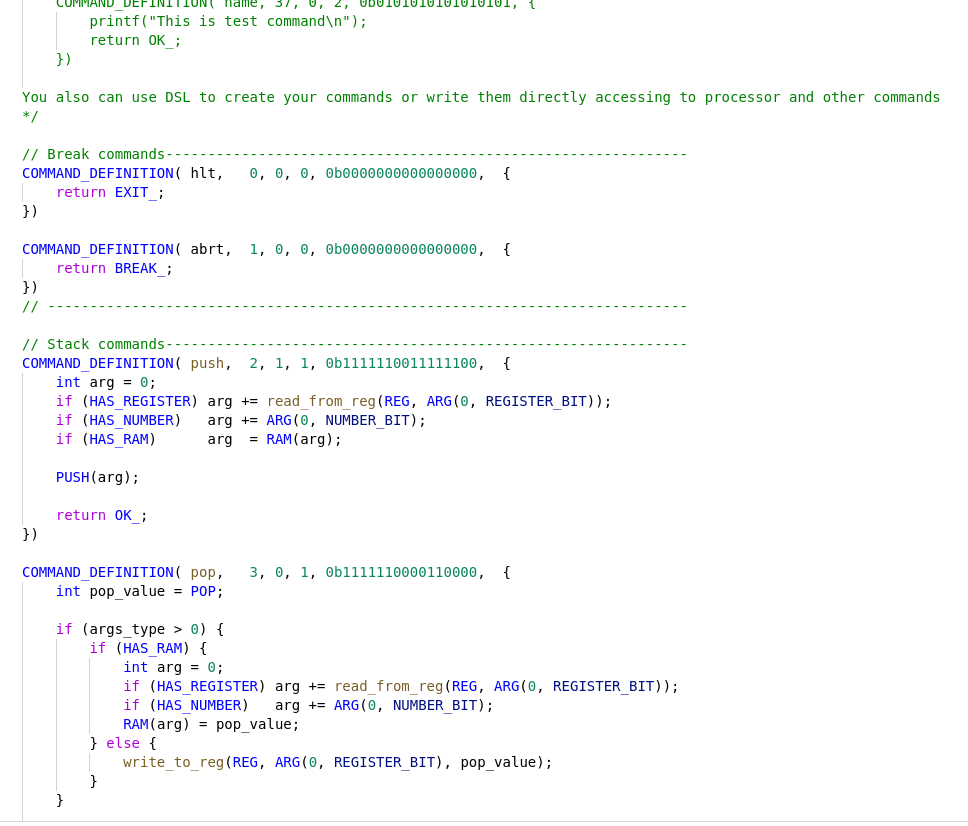 COMMAND_DEFINITION( name, 37, 0, 2, 0b0101010101010101, {
        printf("This is test command\n");
        return OK_;
    })

You also can use DSL to create your commands or write them directly accessing to processor and other commands
*/

// Break commands--------------------------------------------------------------
COMMAND_DEFINITION( hlt,   0, 0, 0, 0b0000000000000000,  {
    return EXIT_;
})

COMMAND_DEFINITION( abrt,  1, 0, 0, 0b0000000000000000,  {
    return BREAK_;
})
// ----------------------------------------------------------------------------

// Stack commands--------------------------------------------------------------
COMMAND_DEFINITION( push,  2, 1, 1, 0b1111110011111100,  {
    int arg = 0;
    if (HAS_REGISTER) arg += read_from_reg(REG, ARG(0, REGISTER_BIT));
    if (HAS_NUMBER)   arg += ARG(0, NUMBER_BIT);
    if (HAS_RAM)      arg  = RAM(arg);

    PUSH(arg);

    return OK_;
})

COMMAND_DEFINITION( pop,   3, 0, 1, 0b1111110000110000,  {
    int pop_value = POP;

    if (args_type > 0) {
        if (HAS_RAM) {
            int arg = 0;
            if (HAS_REGISTER) arg += read_from_reg(REG, ARG(0, REGISTER_BIT));
            if (HAS_NUMBER)   arg += ARG(0, NUMBER_BIT);
            RAM(arg) = pop_value;
        } else {
            write_to_reg(REG, ARG(0, REGISTER_BIT), pop_value);
        }
    }